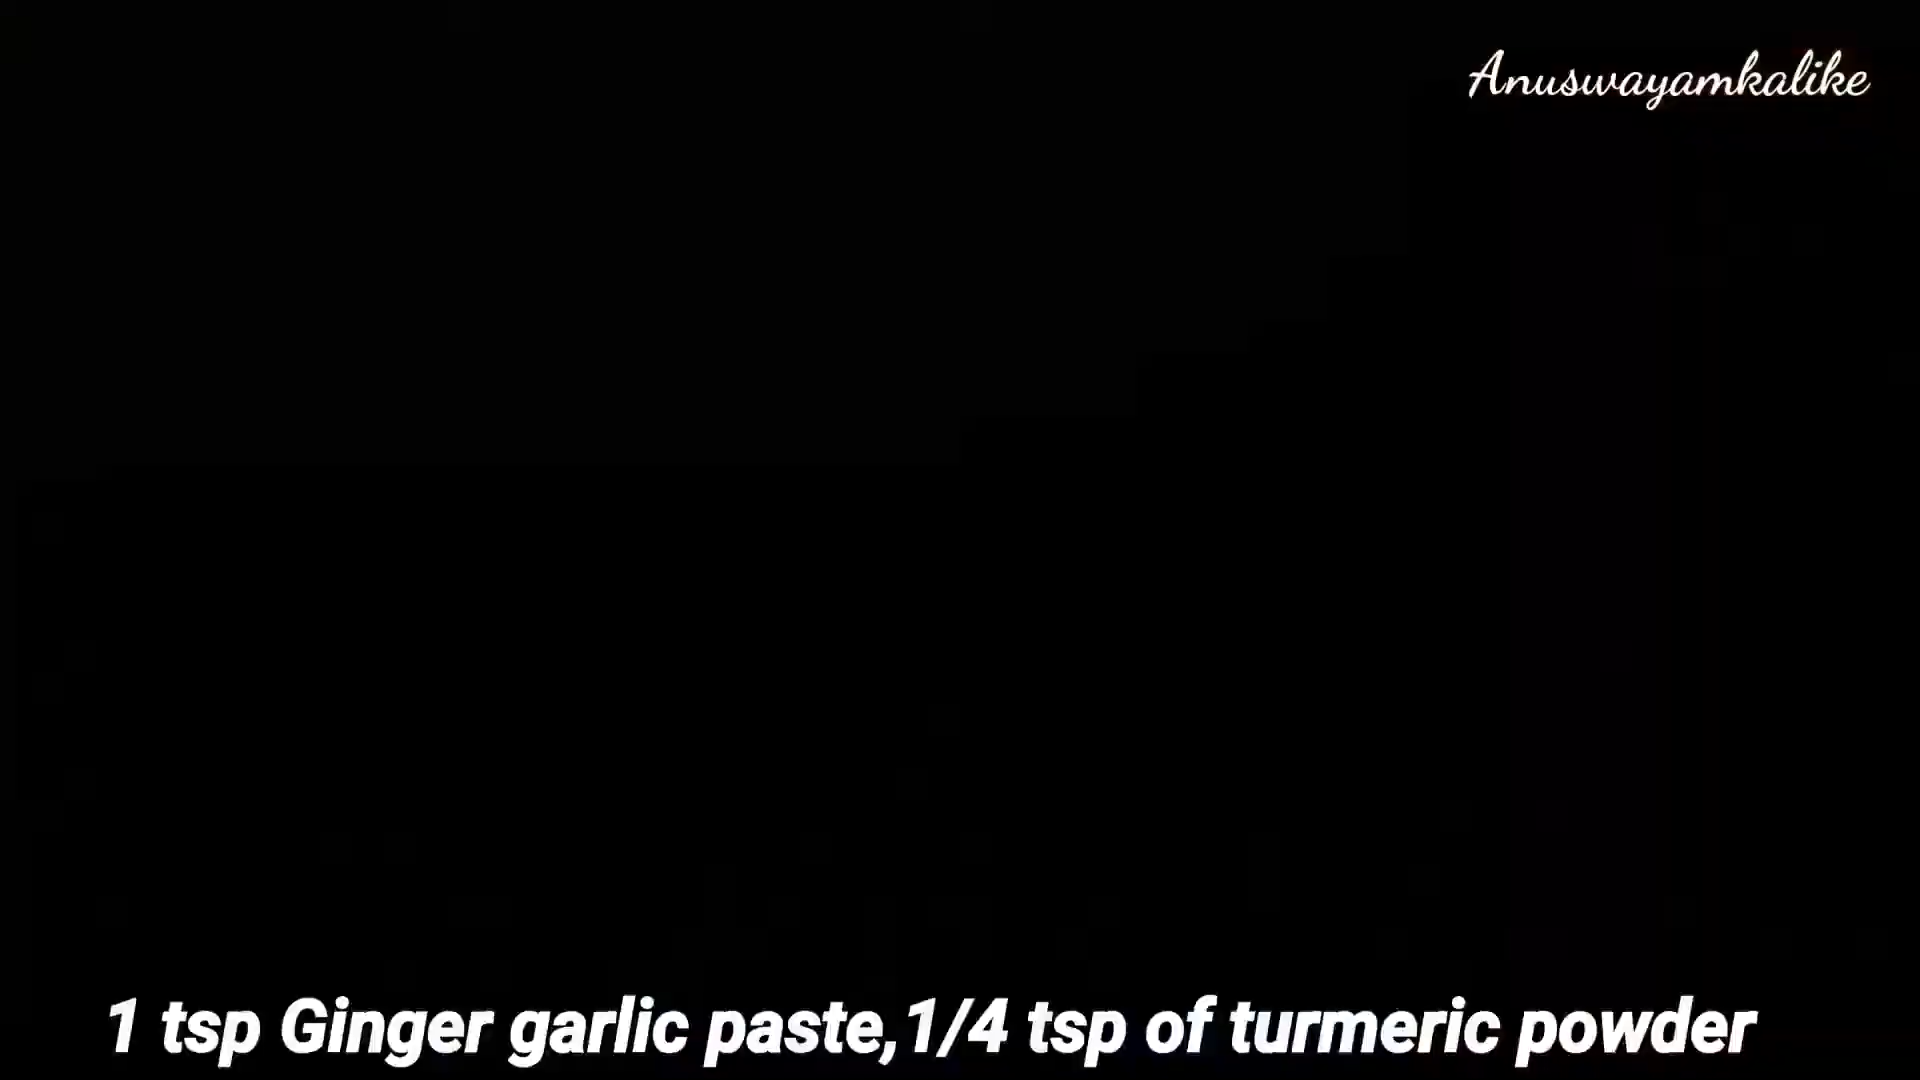 Anuswayamkalike
1 tsp Ginger garlic paste,1/4 tsp of turmeric powder